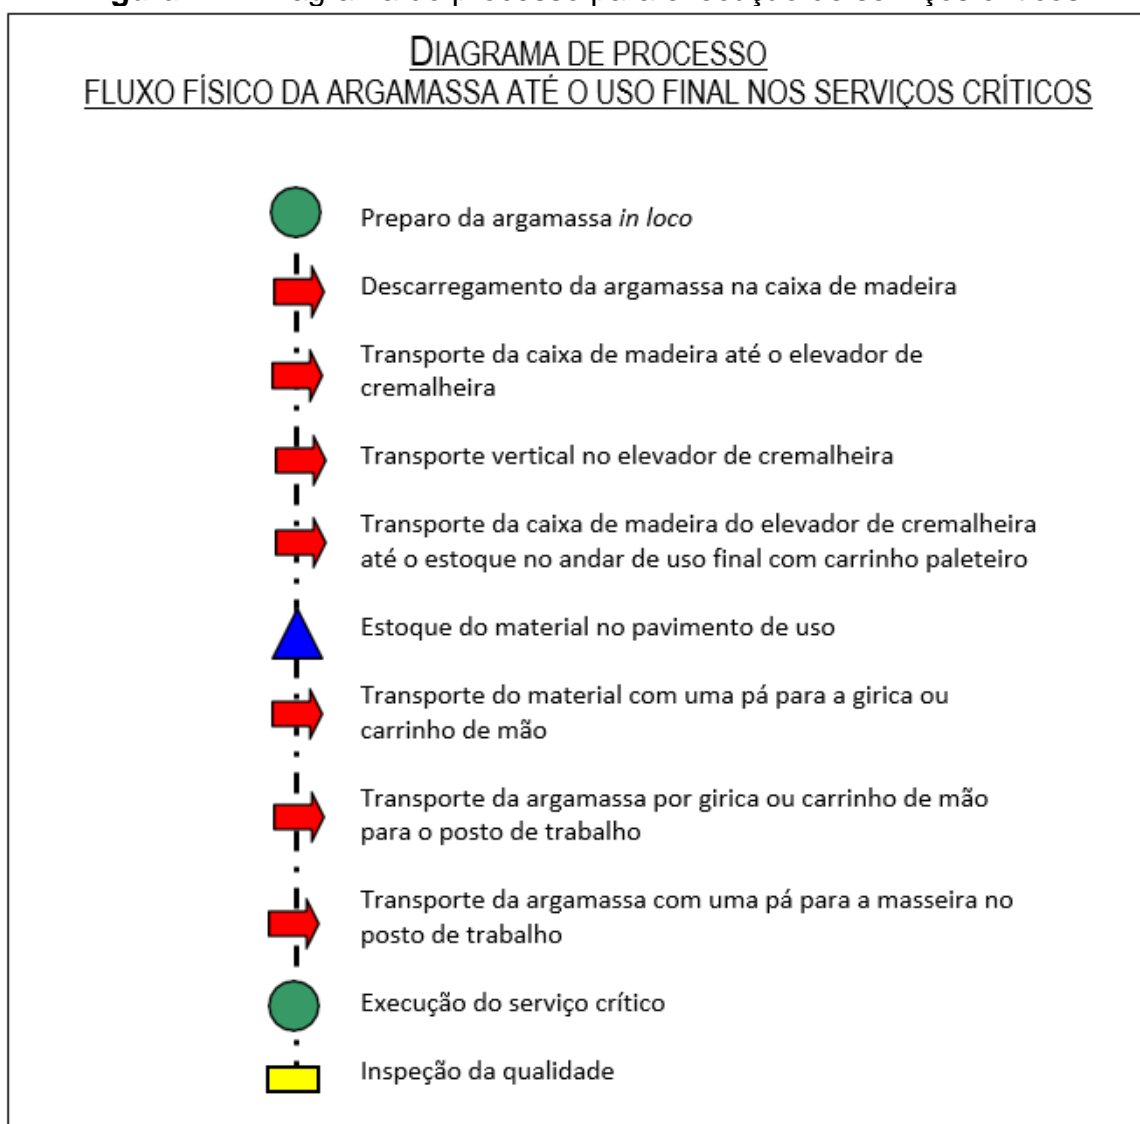 DIAGRAMA DE PROCESSO
FLUXO FÍSICO DA ARGAMASSA ATÉ O USO FINAL NOS SERVIÇOS CRÍTICOS
Preparo da argamassa in loco
Descarregamento da argamassa na caixa de madeira
Transporte da caixa de madeira até o elevador de
cremalheira
Transporte vertical no elevador de cremalheira
Transporte da caixa de madeira do elevador de cremalheira
até o estoque no andar de uso final com carrinho paleteiro
Estoque do material no pavimento de uso
Transporte do material com uma pá para a girica ou
carrinho de mão
Transporte da argamassa por girica ou carrinho de mão
para o posto de trabalho
Transporte da argamassa com uma pá para a masseira no
posto de trabalho
Execução do serviço crítico
Inspeção da qualidade